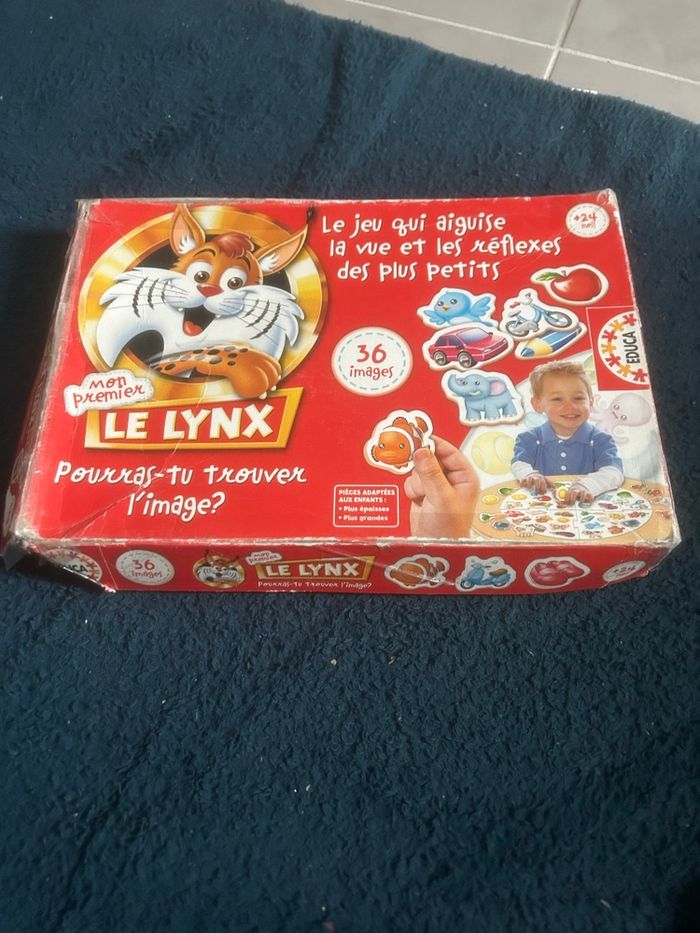 Le jeu qui aiguise
la vue et les réflexes
des plus petits
+24
mois
36
images
EDUCA
mon
premier
LE LYNX
Pourras-tu trouver
l'image?
PIÈCES ADAPTÉES
AUX ENFANTS :
• Plus épaisses
• Plus grandes
EDUCA
36
images
mon
premier
LE LYNX
Pourras-tu trouver l'image?
+24